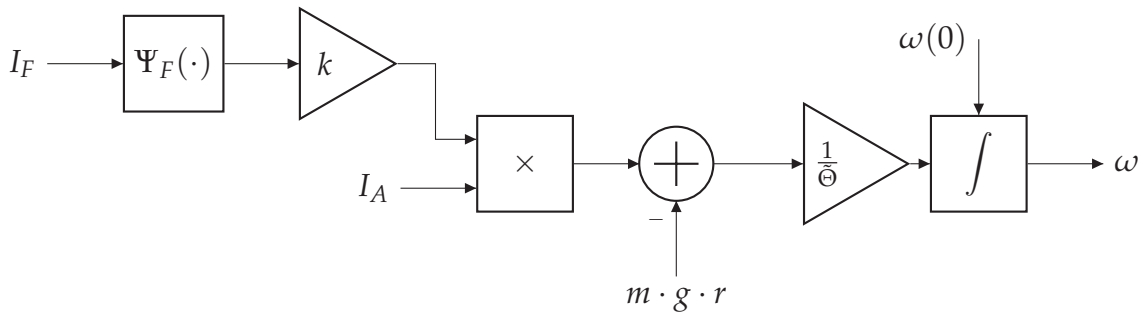 I_F
Ψ_F(·)
k
I_A
×
+
−
m · g · r
1/Θ̃
ω(0)
∫
ω